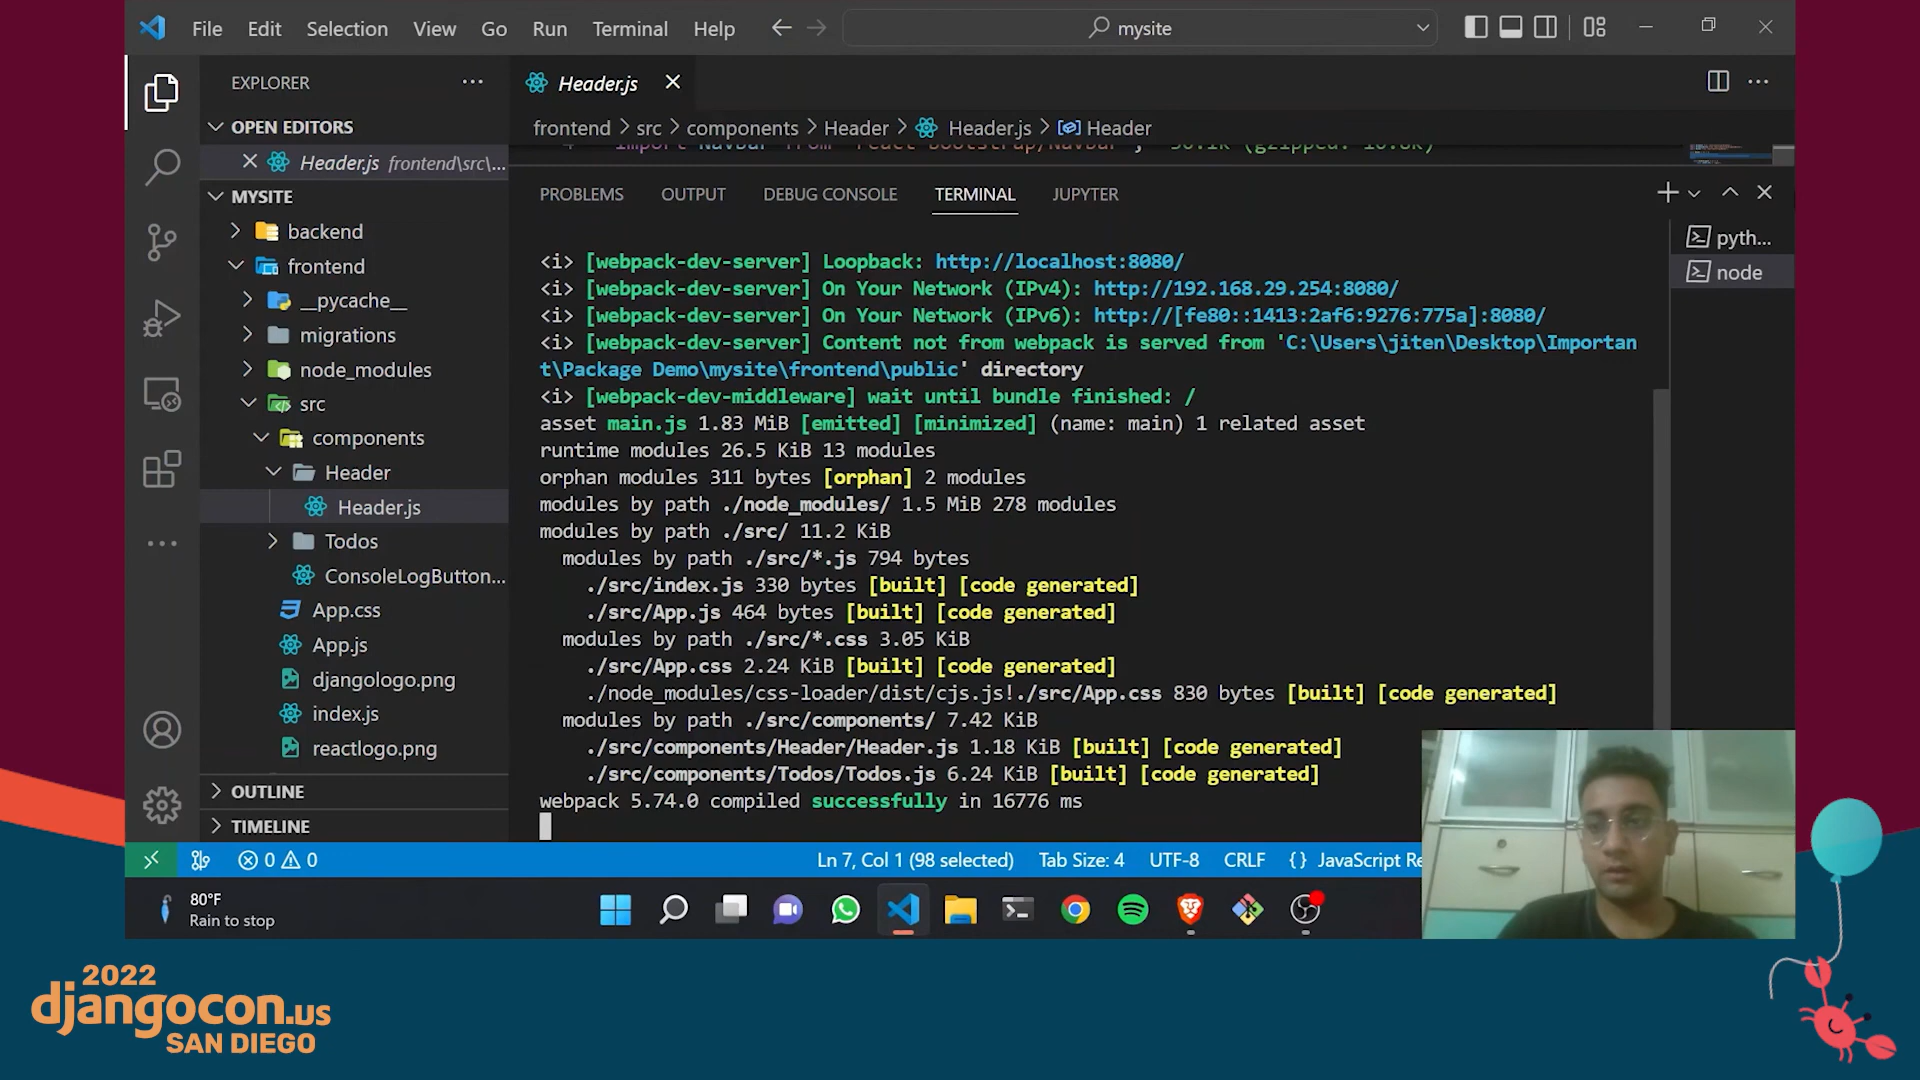 File Edit Selection View Go Run Terminal Help
mysite
EXPLORER
Header.js
OPEN EDITORS
frontend > src > components > Header > Header.js > Header
Header.js frontend\src\...
import Navbar from 'react-bootstrap/Navbar'; 56.1k (gzipped: 18.8k)
MYSITE
PROBLEMS OUTPUT DEBUG CONSOLE TERMINAL JUPYTER
backend
frontend
__pycache__
migrations
node_modules
src
components
Header
Header.js
Todos
ConsoleLogButton...
App.css
App.js
djangologo.png
index.js
reactlogo.png
OUTLINE
TIMELINE
<i> [webpack-dev-server] Loopback: http://localhost:8080/
<i> [webpack-dev-server] On Your Network (IPv4): http://192.168.29.254:8080/
<i> [webpack-dev-server] On Your Network (IPv6): http://[fe80::1413:2af6:9276:775a]:8080/
<i> [webpack-dev-server] Content not from webpack is served from 'C:\Users\jiten\Desktop\Importan
t\Package Demo\mysite\frontend\public' directory
<i> [webpack-dev-middleware] wait until bundle finished: /
asset main.js 1.83 MiB [emitted] [minimized] (name: main) 1 related asset
runtime modules 26.5 KiB 13 modules
orphan modules 311 bytes [orphan] 2 modules
modules by path ./node_modules/ 1.5 MiB 278 modules
modules by path ./src/ 11.2 KiB
modules by path ./src/*.js 794 bytes
./src/index.js 330 bytes [built] [code generated]
./src/App.js 464 bytes [built] [code generated]
modules by path ./src/*.css 3.05 KiB
./src/App.css 2.24 KiB [built] [code generated]
./node_modules/css-loader/dist/cjs.js!./src/App.css 830 bytes [built] [code generated]
modules by path ./src/components/ 7.42 KiB
./src/components/Header/Header.js 1.18 KiB [built] [code generated]
./src/components/Todos/Todos.js 6.24 KiB [built] [code generated]
webpack 5.74.0 compiled successfully in 16776 ms
pyth...
node
0 0
Ln 7, Col 1 (98 selected) Tab Size: 4 UTF-8 CRLF {} JavaScript Re
80°F
Rain to stop
2022
djangocon.us
SAN DIEGO